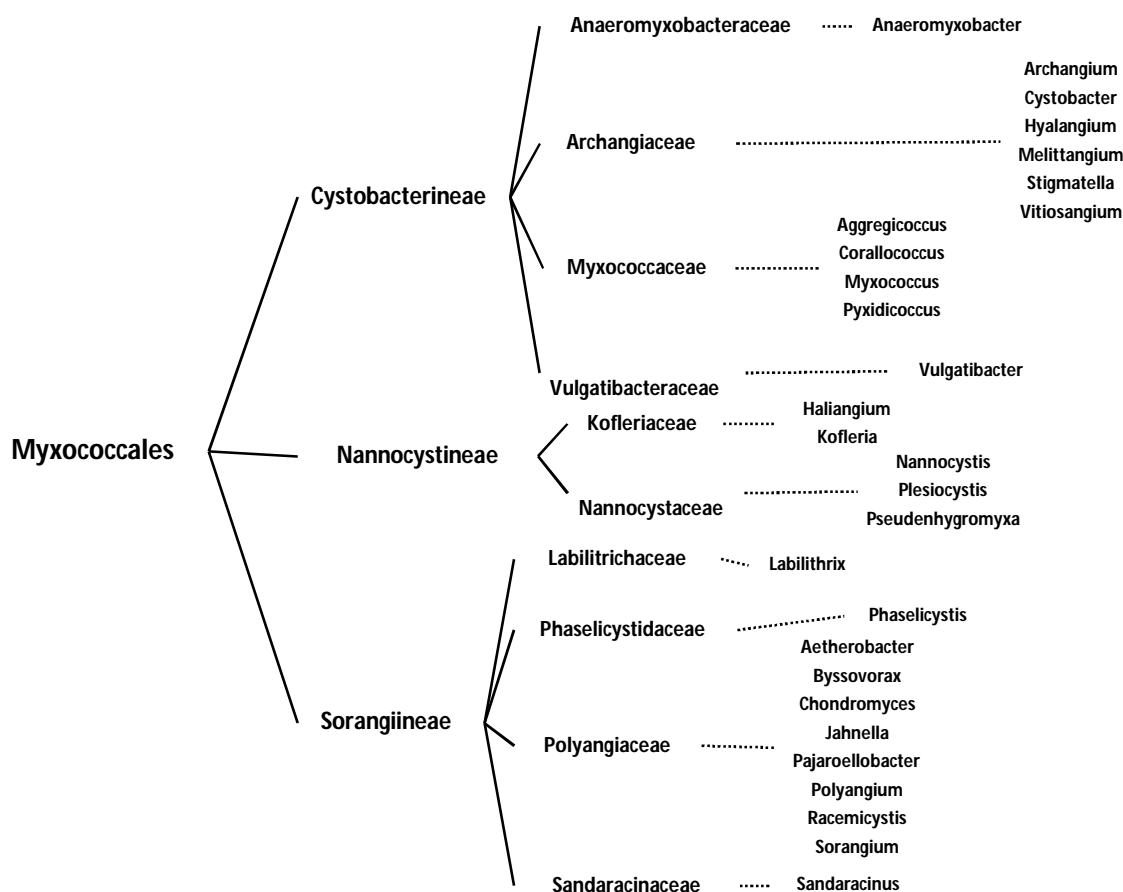 Anaeromyxobacteraceae
Anaeromyxobacter
Archangium
Cystobacter
Hyalangium
Archangiaceae
Melittangium
Stigmatella
Cystobacterineae
Vitiosangium
Aggregicoccus
Corallococcus
Myxococcaceae
Myxococcus
Pyxidicoccus
Vulgatibacteraceae
Vulgatibacter
Haliangium
Kofleriaceae
Kofleria
Myxococcales
Nannocystineae
Nannocystis
Plesiocystis
Nannocystaceae
Pseudenhygromyxa
Labilitrichaceae
Labilithrix
Phaselicystidaceae
Phaselicystis
Aetherobacter
Byssovorax
Chondromyces
Sorangiineae
Jahnella
Polyangiaceae
Pajaroellobacter
Polyangium
Racemicystis
Sorangium
Sandaracinaceae
Sandaracinus